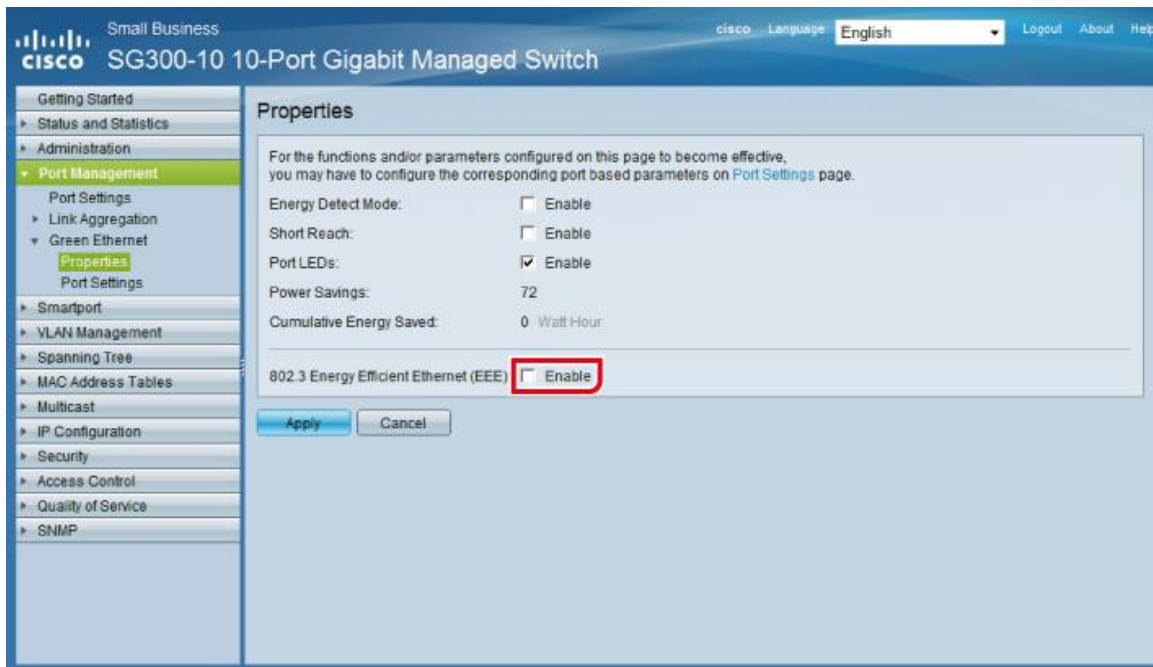 Small Business
cisco Language: English Logout About Help
cisco SG300-10 10-Port Gigabit Managed Switch
Getting Started
Status and Statistics
Administration
Port Management
Port Settings
Link Aggregation
Green Ethernet
Properties
Port Settings
Smartport
VLAN Management
Spanning Tree
MAC Address Tables
Multicast
IP Configuration
Security
Access Control
Quality of Service
SNMP
Properties
For the functions and/or parameters configured on this page to become effective,
you may have to configure the corresponding port based parameters on Port Settings page.
Energy Detect Mode: Enable
Short Reach: Enable
Port LEDs: Enable
Power Savings: 72
Cumulative Energy Saved: 0 Watt Hour
802.3 Energy Efficient Ethernet (EEE) Enable
Apply Cancel